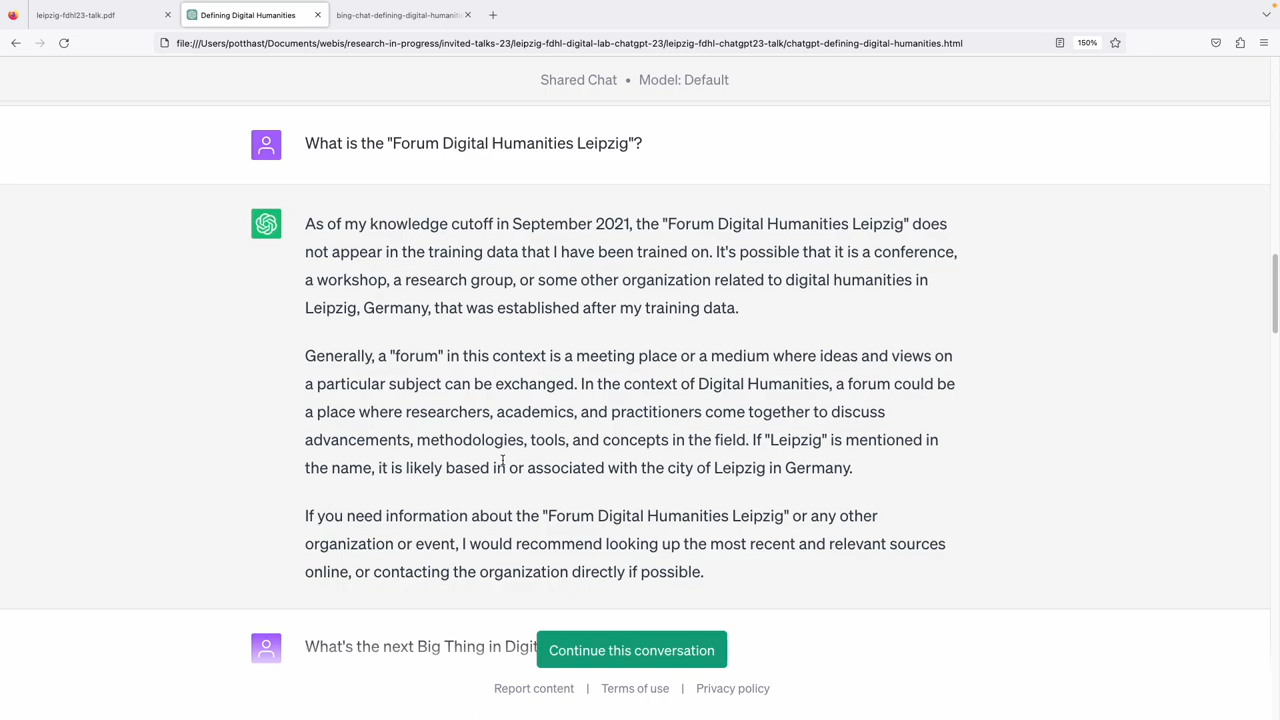 leipzig-fdhl23-talk.pdf
Defining Digital Humanities
bing-chat-defining-digital-humaniti
file:///Users/potthast/Documents/webis/research-in-progress/invited-talks-23/leipzig-fdhl-digital-lab-chatgpt-23/leipzig-fdhl-chatgpt23-talk/chatgpt-defining-digital-humanities.html
150%
Shared Chat • Model: Default
What is the "Forum Digital Humanities Leipzig"?
As of my knowledge cutoff in September 2021, the "Forum Digital Humanities Leipzig" does
not appear in the training data that I have been trained on. It's possible that it is a conference,
a workshop, a research group, or some other organization related to digital humanities in
Leipzig, Germany, that was established after my training data.
Generally, a "forum" in this context is a meeting place or a medium where ideas and views on
a particular subject can be exchanged. In the context of Digital Humanities, a forum could be
a place where researchers, academics, and practitioners come together to discuss
advancements, methodologies, tools, and concepts in the field. If "Leipzig" is mentioned in
the name, it is likely based in or associated with the city of Leipzig in Germany.
If you need information about the "Forum Digital Humanities Leipzig" or any other
organization or event, I would recommend looking up the most recent and relevant sources
online, or contacting the organization directly if possible.
What's the next Big Thing in Digit
Continue this conversation
Report content | Terms of use | Privacy policy